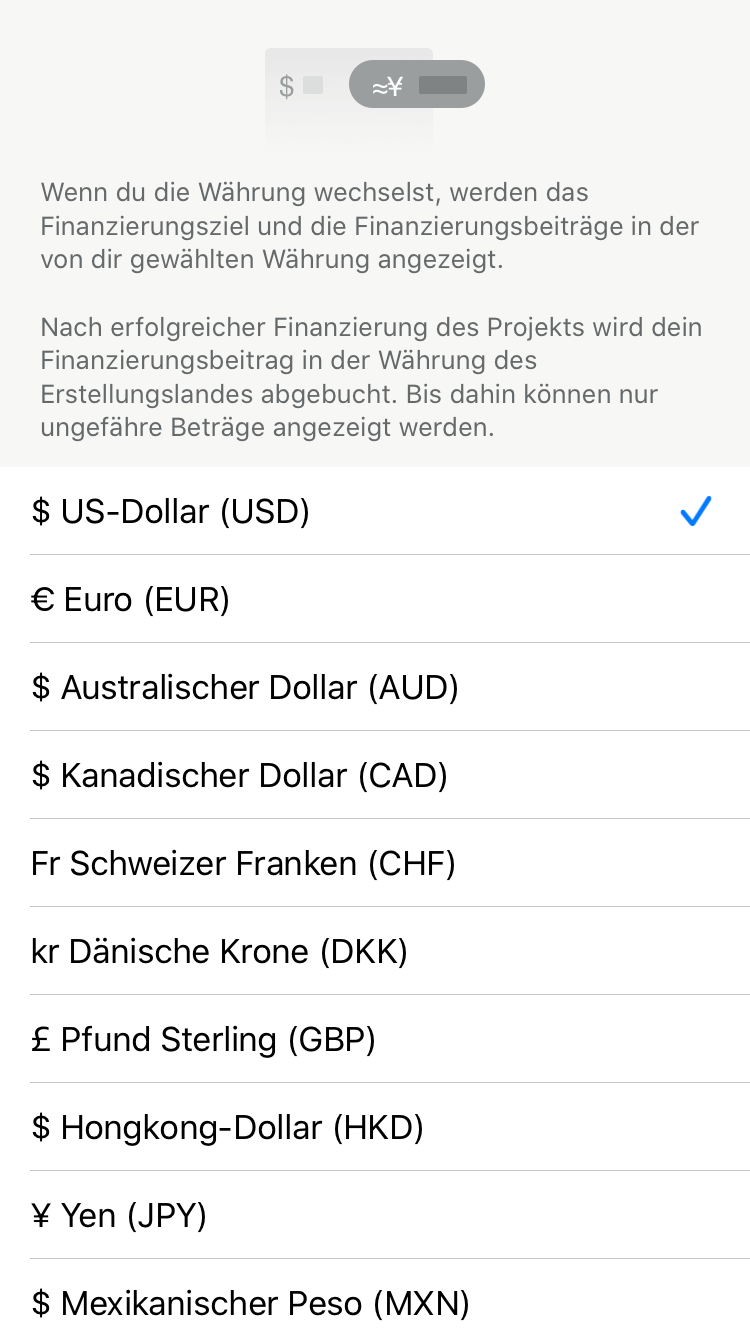 $ ≈¥
Wenn du die Währung wechselst, werden das
Finanzierungsziel und die Finanzierungsbeiträge in der
von dir gewählten Währung angezeigt.
Nach erfolgreicher Finanzierung des Projekts wird dein
Finanzierungsbeitrag in der Währung des
Erstellungslandes abgebucht. Bis dahin können nur
ungefähre Beträge angezeigt werden.
$ US-Dollar (USD)
€ Euro (EUR)
$ Australischer Dollar (AUD)
$ Kanadischer Dollar (CAD)
Fr Schweizer Franken (CHF)
kr Dänische Krone (DKK)
£ Pfund Sterling (GBP)
$ Hongkong-Dollar (HKD)
¥ Yen (JPY)
$ Mexikanischer Peso (MXN)